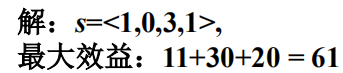 解：s=<1,0,3,1>,
最大效益：11+30+20 = 61